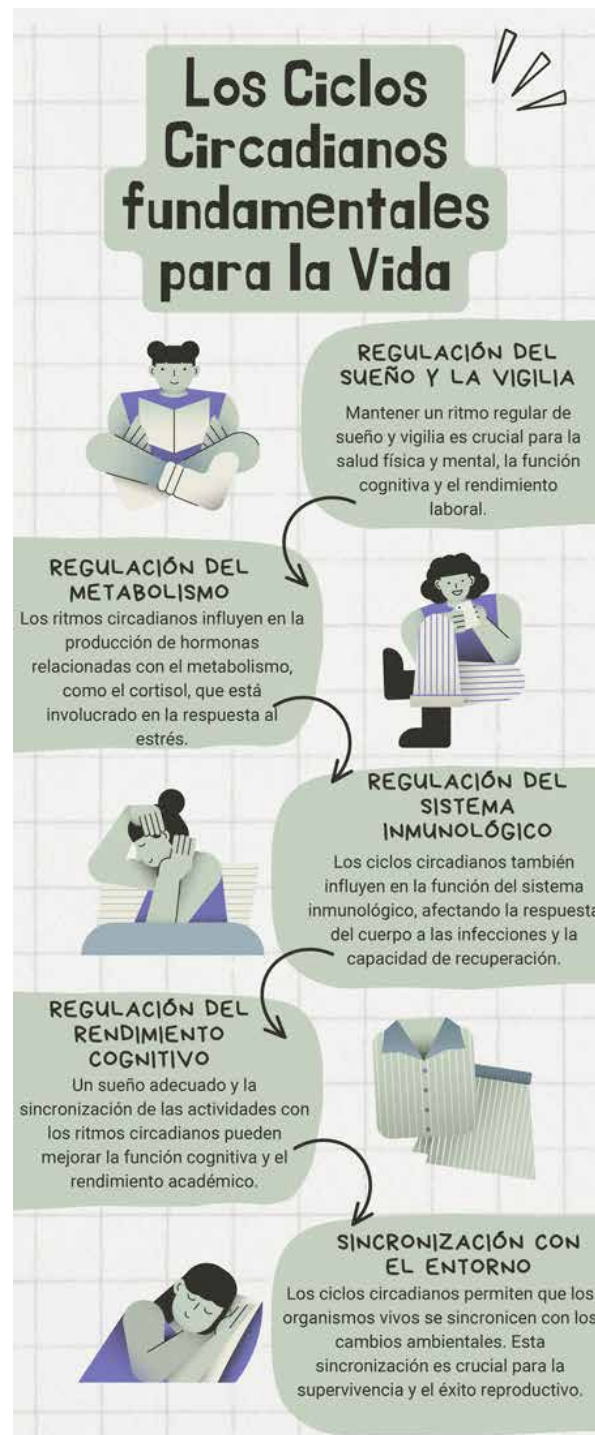 Los Ciclos
Circadianos
fundamentales
para la Vida
REGULACIÓN DEL
SUEÑO Y LA VIGILIA
Mantener un ritmo regular de
sueño y vigilia es crucial para la
salud física y mental, la función
cognitiva y el rendimiento
laboral.
REGULACIÓN DEL
METABOLISMO
Los ritmos circadianos influyen en la
producción de hormonas
relacionadas con el metabolismo,
como el cortisol, que está
involucrado en la respuesta al
estrés.
REGULACIÓN DEL
SISTEMA
INMUNOLÓGICO
Los ciclos circadianos también
influyen en la función del sistema
inmunológico, afectando la respuesta
del cuerpo a las infecciones y la
capacidad de recuperación.
REGULACIÓN DEL
RENDIMIENTO
COGNITIVO
Un sueño adecuado y la
sincronización de las actividades con
los ritmos circadianos pueden
mejorar la función cognitiva y el
rendimiento académico.
SINCRONIZACIÓN CON
EL ENTORNO
Los ciclos circadianos permiten que los
organismos vivos se sincronicen con los
cambios ambientales. Esta
sincronización es crucial para la
supervivencia y el éxito reproductivo.